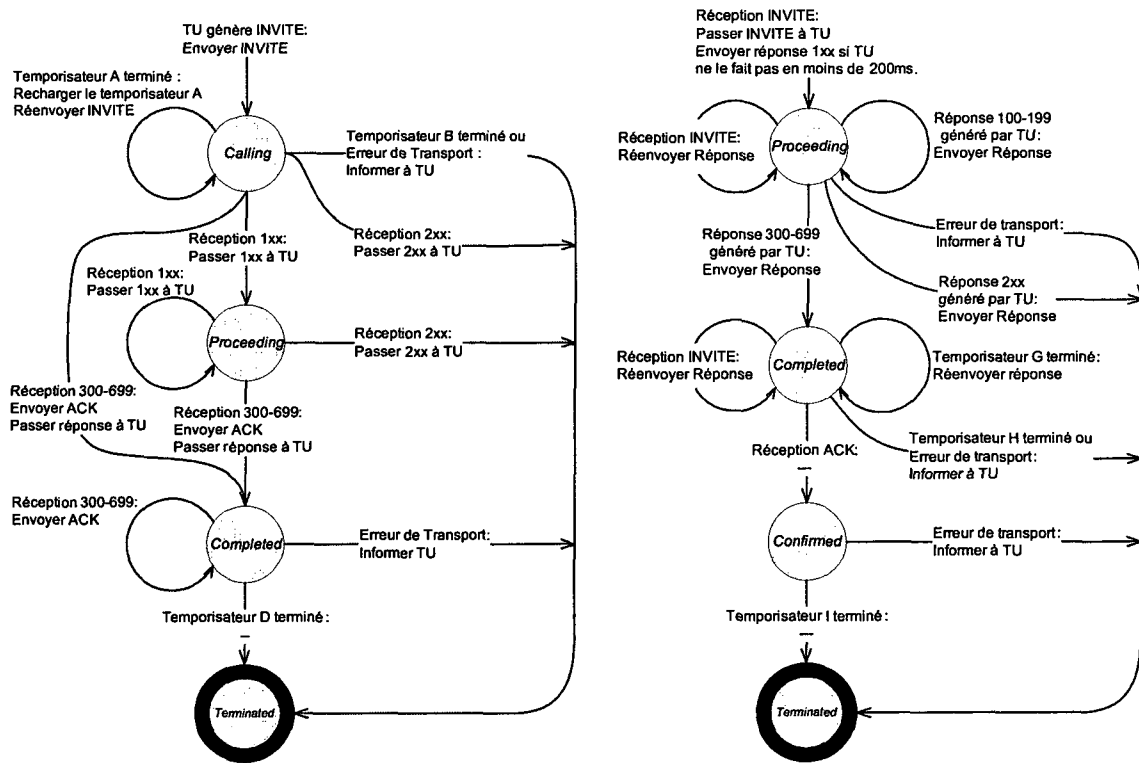 TU génère INVITE:
Envoyer INVITE
Temporisateur A terminé :
Recharger le temporisateur A
Réenvoyer INVITE
Calling
Temporisateur B terminé ou
Erreur de Transport :
Informer à TU
Réception 1xx:
Passer 1xx à TU
Réception 2xx:
Passer 2xx à TU
Réception 1xx:
Passer 1xx à TU
Proceeding
Réception 2xx:
Passer 2xx à TU
Réception 300-699:
Envoyer ACK
Passer réponse à TU
Réception 300-699:
Envoyer ACK
Passer réponse à TU
Réception 300-699:
Envoyer ACK
Completed
Erreur de Transport:
Informer TU
Temporisateur D terminé :
–
Terminated
Réception INVITE:
Passer INVITE à TU
Envoyer réponse 1xx si TU
ne le fait pas en moins de 200ms.
Réception INVITE:
Réenvoyer Réponse
Proceeding
Réponse 100-199
généré par TU:
Envoyer Réponse
Réponse 300-699
généré par TU:
Envoyer Réponse
Erreur de transport:
Informer à TU
Réponse 2xx
généré par TU:
Envoyer Réponse
Réception INVITE:
Réenvoyer Réponse
Completed
Temporisateur G terminé:
Réenvoyer réponse
Réception ACK:
–
Temporisateur H terminé ou
Erreur de transport:
Informer à TU
Confirmed
Erreur de transport:
Informer à TU
Temporisateur I terminé :
–
Terminated